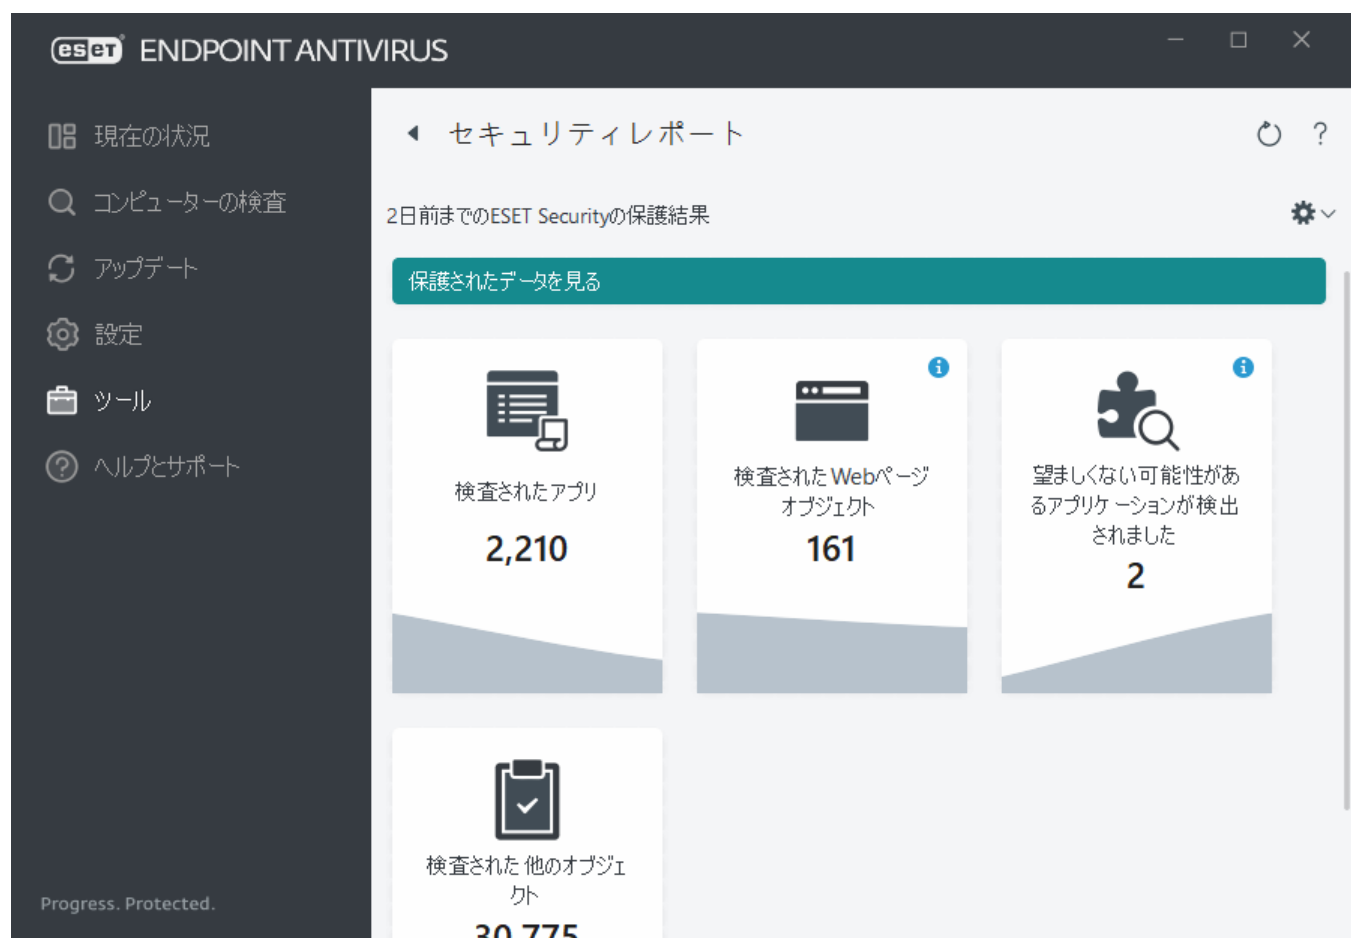 eset ENDPOINT ANTIVIRUS
現在の状況
コンピューターの検査
アップデート
設定
ツール
ヘルプとサポート
Progress. Protected.
セキュリティレポート
?
2日前までのESET Securityの保護結果
保護されたデータを見る
検査されたアプリ
2,210
検査されたWebページ
オブジェクト
161
望ましくない可能性があ
るアプリケーションが検出
されました
2
検査された他のオブジェ
クト
30,775